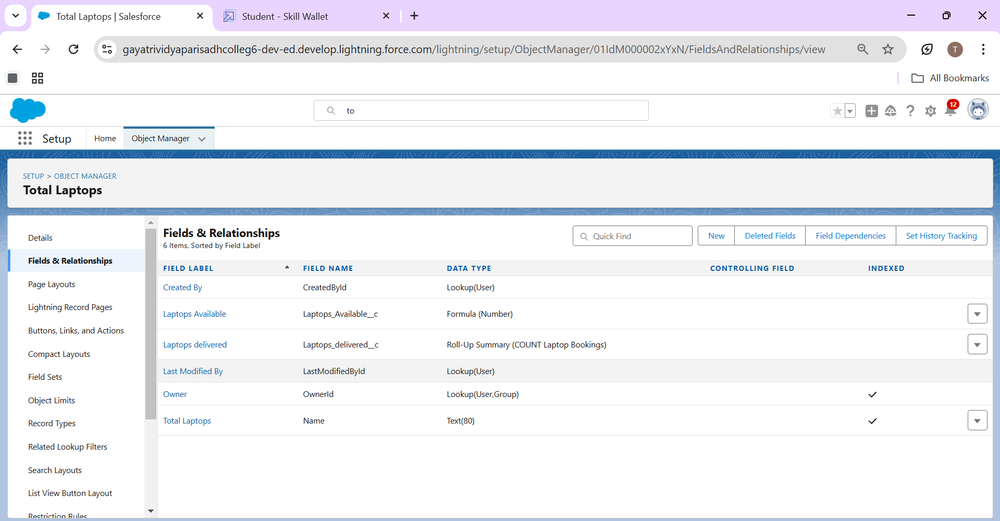 Total Laptops | Salesforce
Student - Skill Wallet
gayatrividyaparisadhcolleg6-dev-ed.develop.lightning.force.com/lightning/setup/ObjectManager/01IdM000002xYxN/FieldsAndRelationships/view
T
All Bookmarks
to
12
Setup
Home
Object Manager
SETUP > OBJECT MANAGER
Total Laptops
Details
Fields & Relationships
Page Layouts
Lightning Record Pages
Buttons, Links, and Actions
Compact Layouts
Field Sets
Object Limits
Record Types
Related Lookup Filters
Search Layouts
List View Button Layout
Restriction Rules
Fields & Relationships
6 Items, Sorted by Field Label
Quick Find
New
Deleted Fields
Field Dependencies
Set History Tracking
FIELD LABEL FIELD NAME DATA TYPE CONTROLLING FIELD INDEXED
Created By CreatedById Lookup(User)
Laptops Available Laptops_Available__c Formula (Number)
Laptops delivered Laptops_delivered__c Roll-Up Summary (COUNT Laptop Bookings)
Last Modified By LastModifiedById Lookup(User)
Owner OwnerId Lookup(User,Group)
Total Laptops Name Text(80)